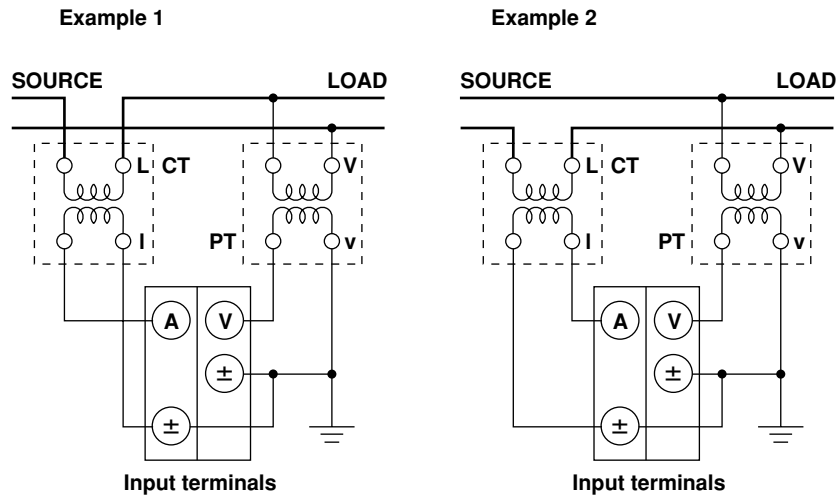 Example 1
SOURCE LOAD
L CT V
l PT v
A V
±
±
Input terminals
Example 2
SOURCE LOAD
L CT V
l PT v
A V
±
±
Input terminals